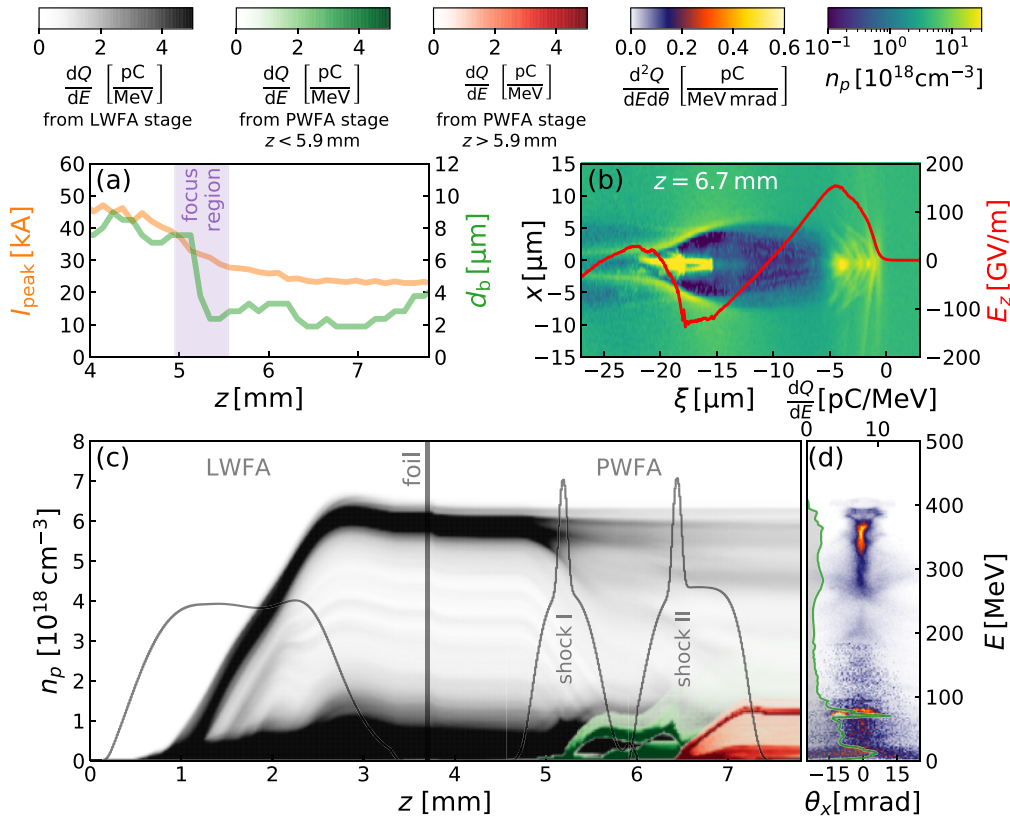 0 2 4
0 2 4
0 2 4
0.0 0.2 0.4 0.6
10⁻¹ 10⁰ 10¹
dQ/dE [pC/MeV]
from LWFA stage
dQ/dE [pC/MeV]
from PWFA stage
z < 5.9 mm
dQ/dE [pC/MeV]
from PWFA stage
z > 5.9 mm
d²Q/dEdθ [pC/MeV mrad]
n_p [10¹⁸cm⁻³]
(a)
focus
region
60
50
40
30
20
10
0
I_peak [kA]
12
10
8
6
4
2
0
d_b [μm]
4 5 6 7
z [mm]
(b)
z = 6.7 mm
15
10
5
0
−5
−10
−15
x [μm]
200
100
0
−100
−200
E_z [GV/m]
−20 −10 0
ξ [μm]
dQ/dE [pC/MeV]
0 10
(c)
LWFA
foil
PWFA
shock I
shock II
8
7
6
5
4
3
2
1
0
n_p [10¹⁸ cm⁻³]
0 1 2 3 4 5 6 7
z [mm]
(d)
500
400
300
200
100
0
E [MeV]
−15 0 15
θ_x [mrad]